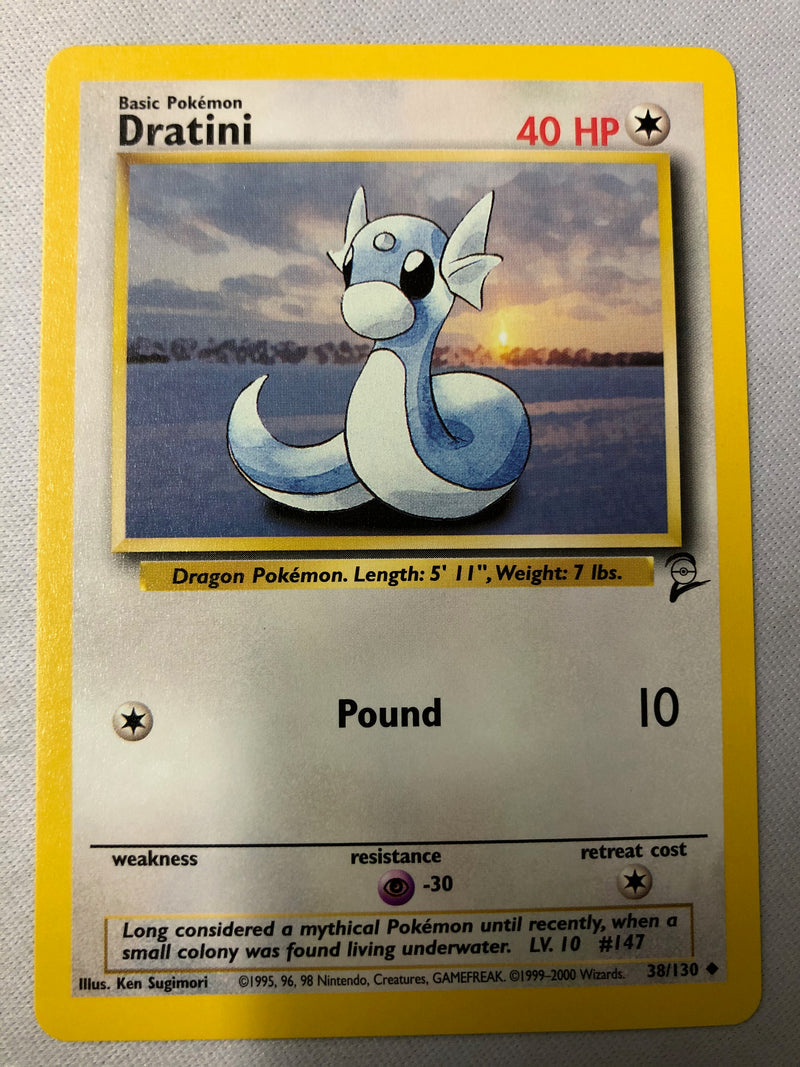 Basic Pokémon
Dratini
40 HP
Dragon Pokémon. Length: 5' 11", Weight: 7 lbs.
Pound 10
weakness resistance retreat cost
-30
Long considered a mythical Pokémon until recently, when a
small colony was found living underwater. LV. 10 #147
Illus. Ken Sugimori ©1995, 96, 98 Nintendo, Creatures, GAMEFREAK. ©1999-2000 Wizards. 38/130